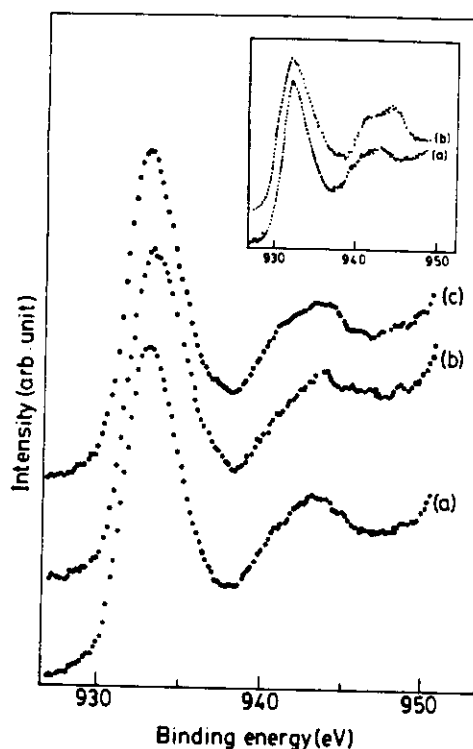 (b)
(a)
930 940 950
(c)
(b)
(a)
Intensity (arb·unit)
930 940 950
Binding energy (eV)